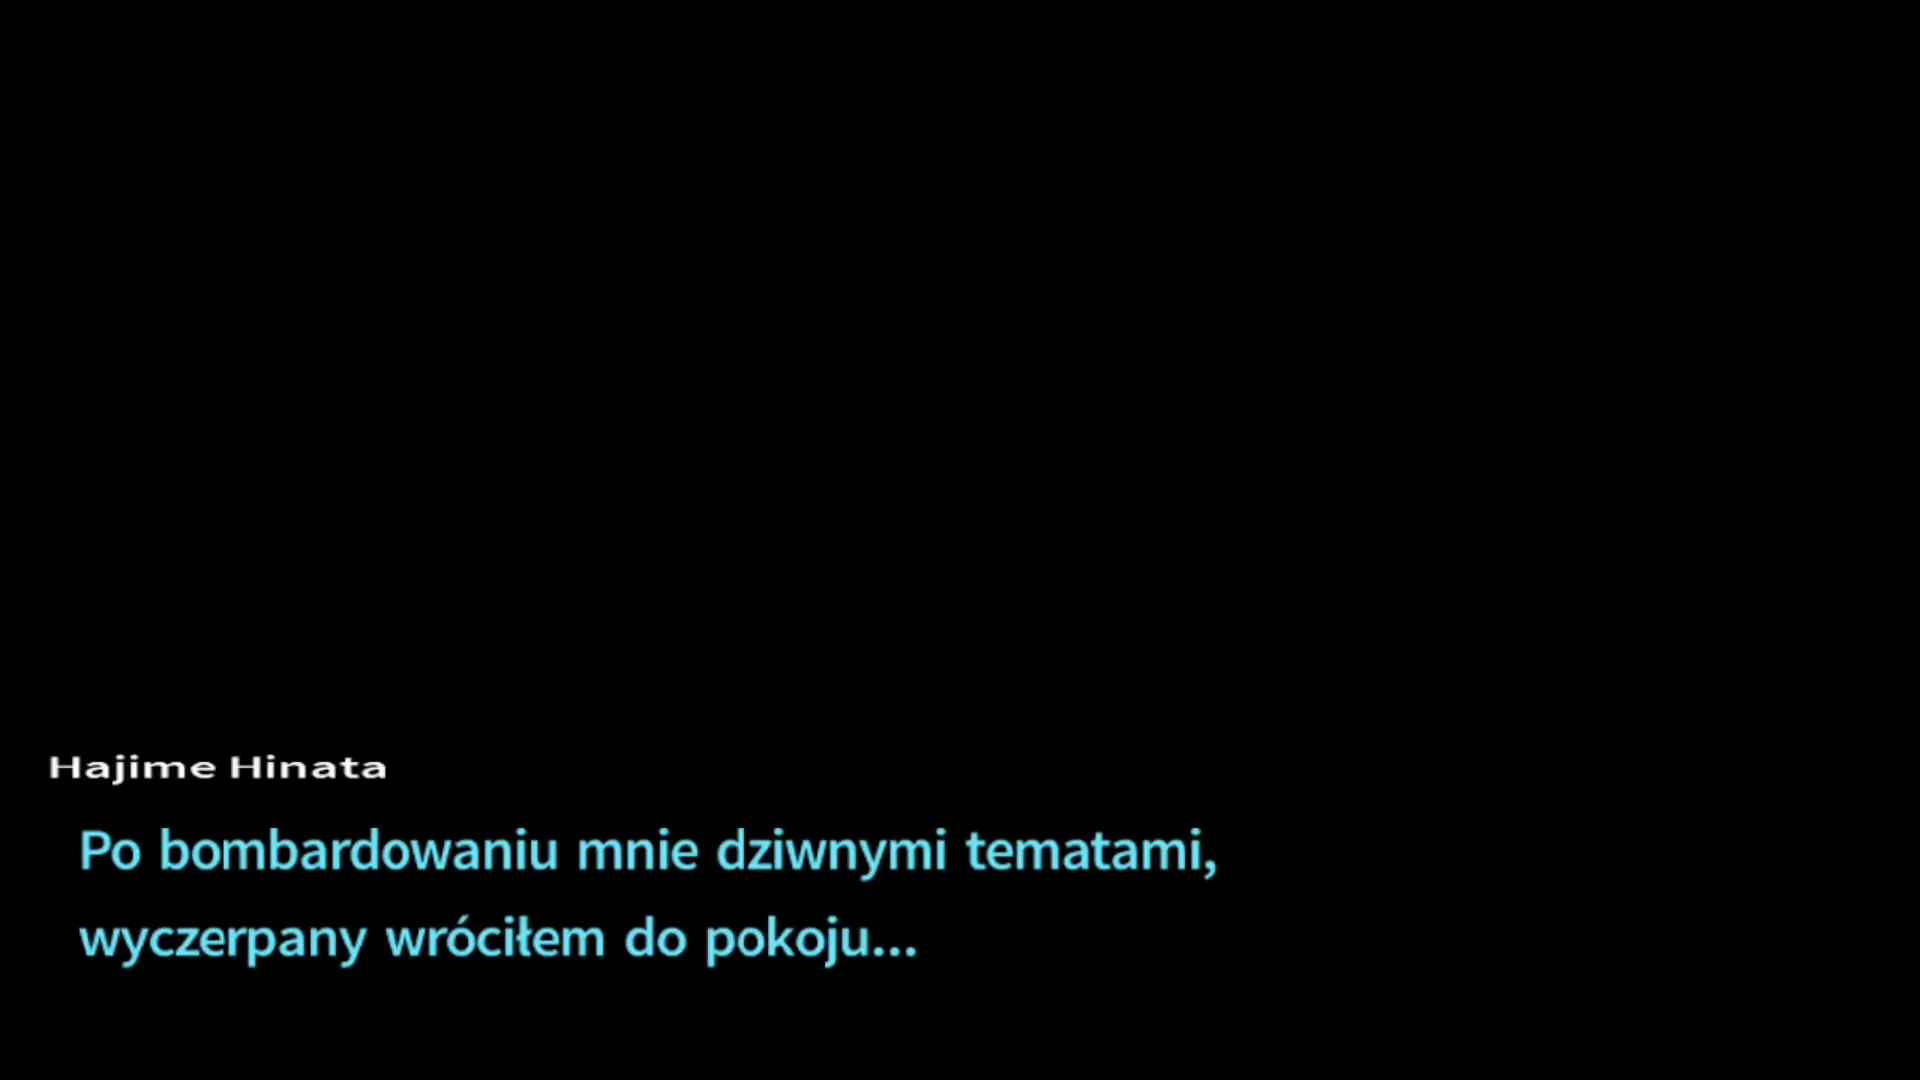 Hajime Hinata
Po bombardowaniu mnie dziwnymi tematami,
wyczerpany wróciłem do pokoju...